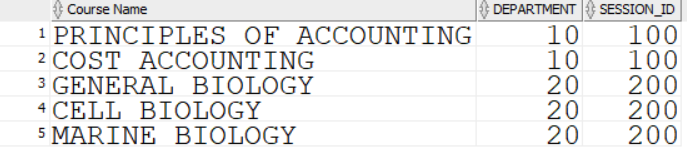 Course Name DEPARTMENT SESSION_ID
1 PRINCIPLES OF ACCOUNTING 10 100
2 COST ACCOUNTING 10 100
3 GENERAL BIOLOGY 20 200
4 CELL BIOLOGY 20 200
5 MARINE BIOLOGY 20 200